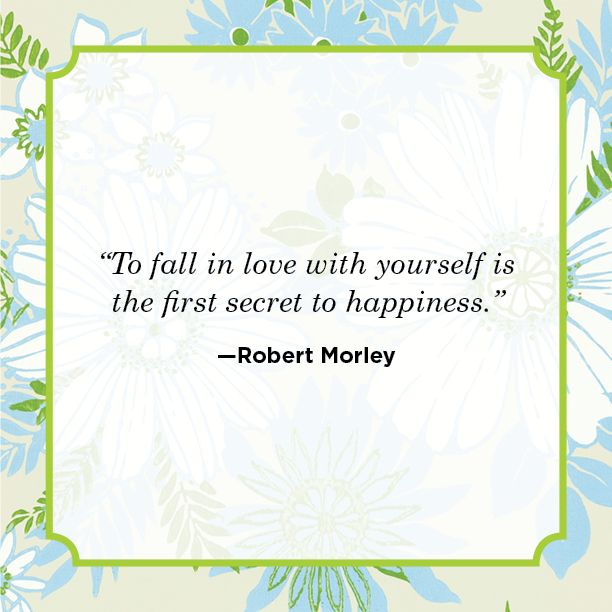 “To fall in love with yourself is
the first secret to happiness.”
—Robert Morley